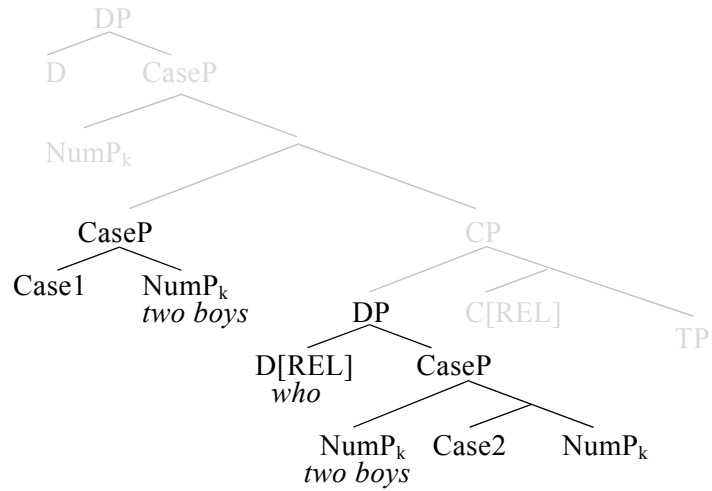 DP
D CaseP
NumPk
CaseP CP
Case1 NumPk
two boys
DP C[REL]
TP
D[REL] CaseP
who
NumPk Case2 NumPk
two boys